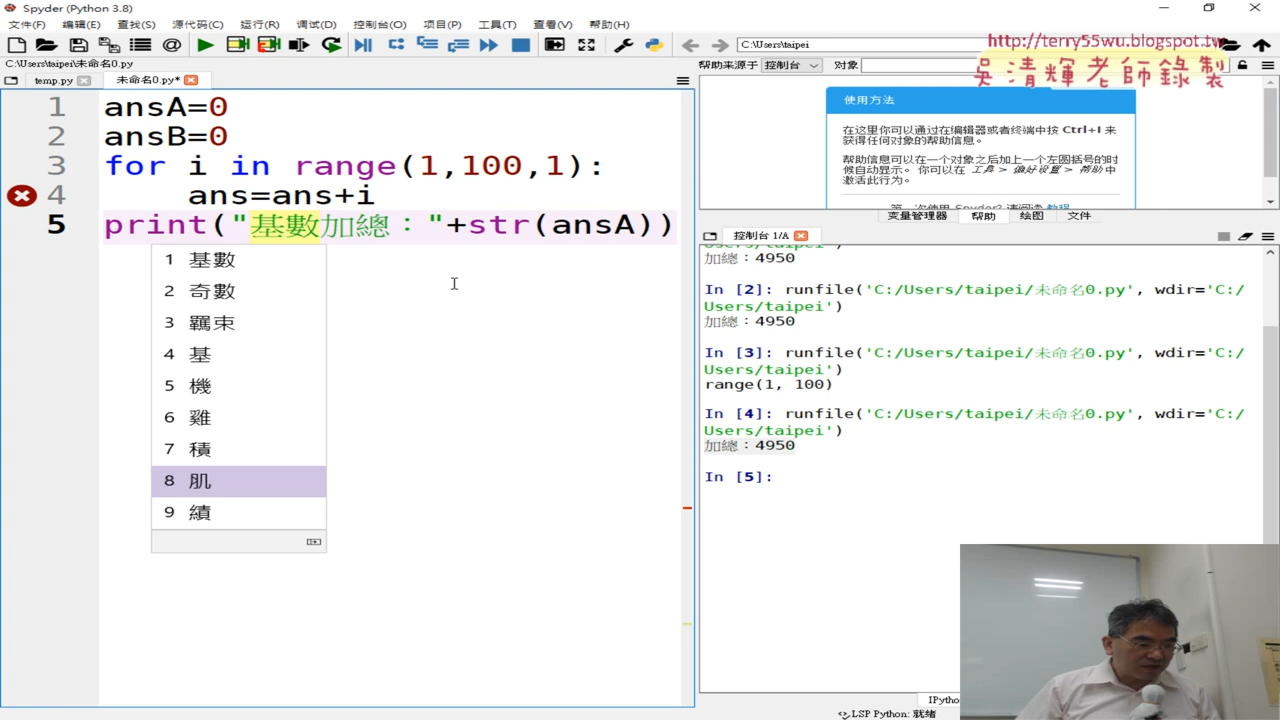 Spyder (Python 3.8)
文件(F) 编辑(E) 查找(S) 源代码(C) 运行(R) 调试(D) 控制台(O) 项目(P) 工具(T) 查看(V) 帮助(H)
C:\Users\taipei
http://terry55wu.blogspot.tw
吳清輝老師錄製
C:\Users\taipei\未命名0.py
temp.py 未命名0.py*
帮助来源于 控制台 对象
1 ansA=0
2 ansB=0
3 for i in range(1,100,1):
4 ans=ans+i
5 print("基數加總："+str(ansA))
1 基數
2 奇數
3 羈束
4 基
5 機
6 雞
7 積
8 肌
9 績
使用方法
在这里你可以通过在编辑器或者终端中按 Ctrl+I 来
获得任何对象的帮助信息。
帮助信息可以在一个对象之后加上一个左圆括号的时
候自动显示。 你可以在 工具 > 偏好设置 > 帮助 中
激活此行为。
变量管理器 帮助 绘图 文件
控制台 1/A
Users/taipei')
加總：4950
In [2]: runfile('C:/Users/taipei/未命名0.py', wdir='C:/
Users/taipei')
加總：4950
In [3]: runfile('C:/Users/taipei/未命名0.py', wdir='C:/
Users/taipei')
range(1, 100)
In [4]: runfile('C:/Users/taipei/未命名0.py', wdir='C:/
Users/taipei')
加總：4950
In [5]:
LSP Python: 就绪